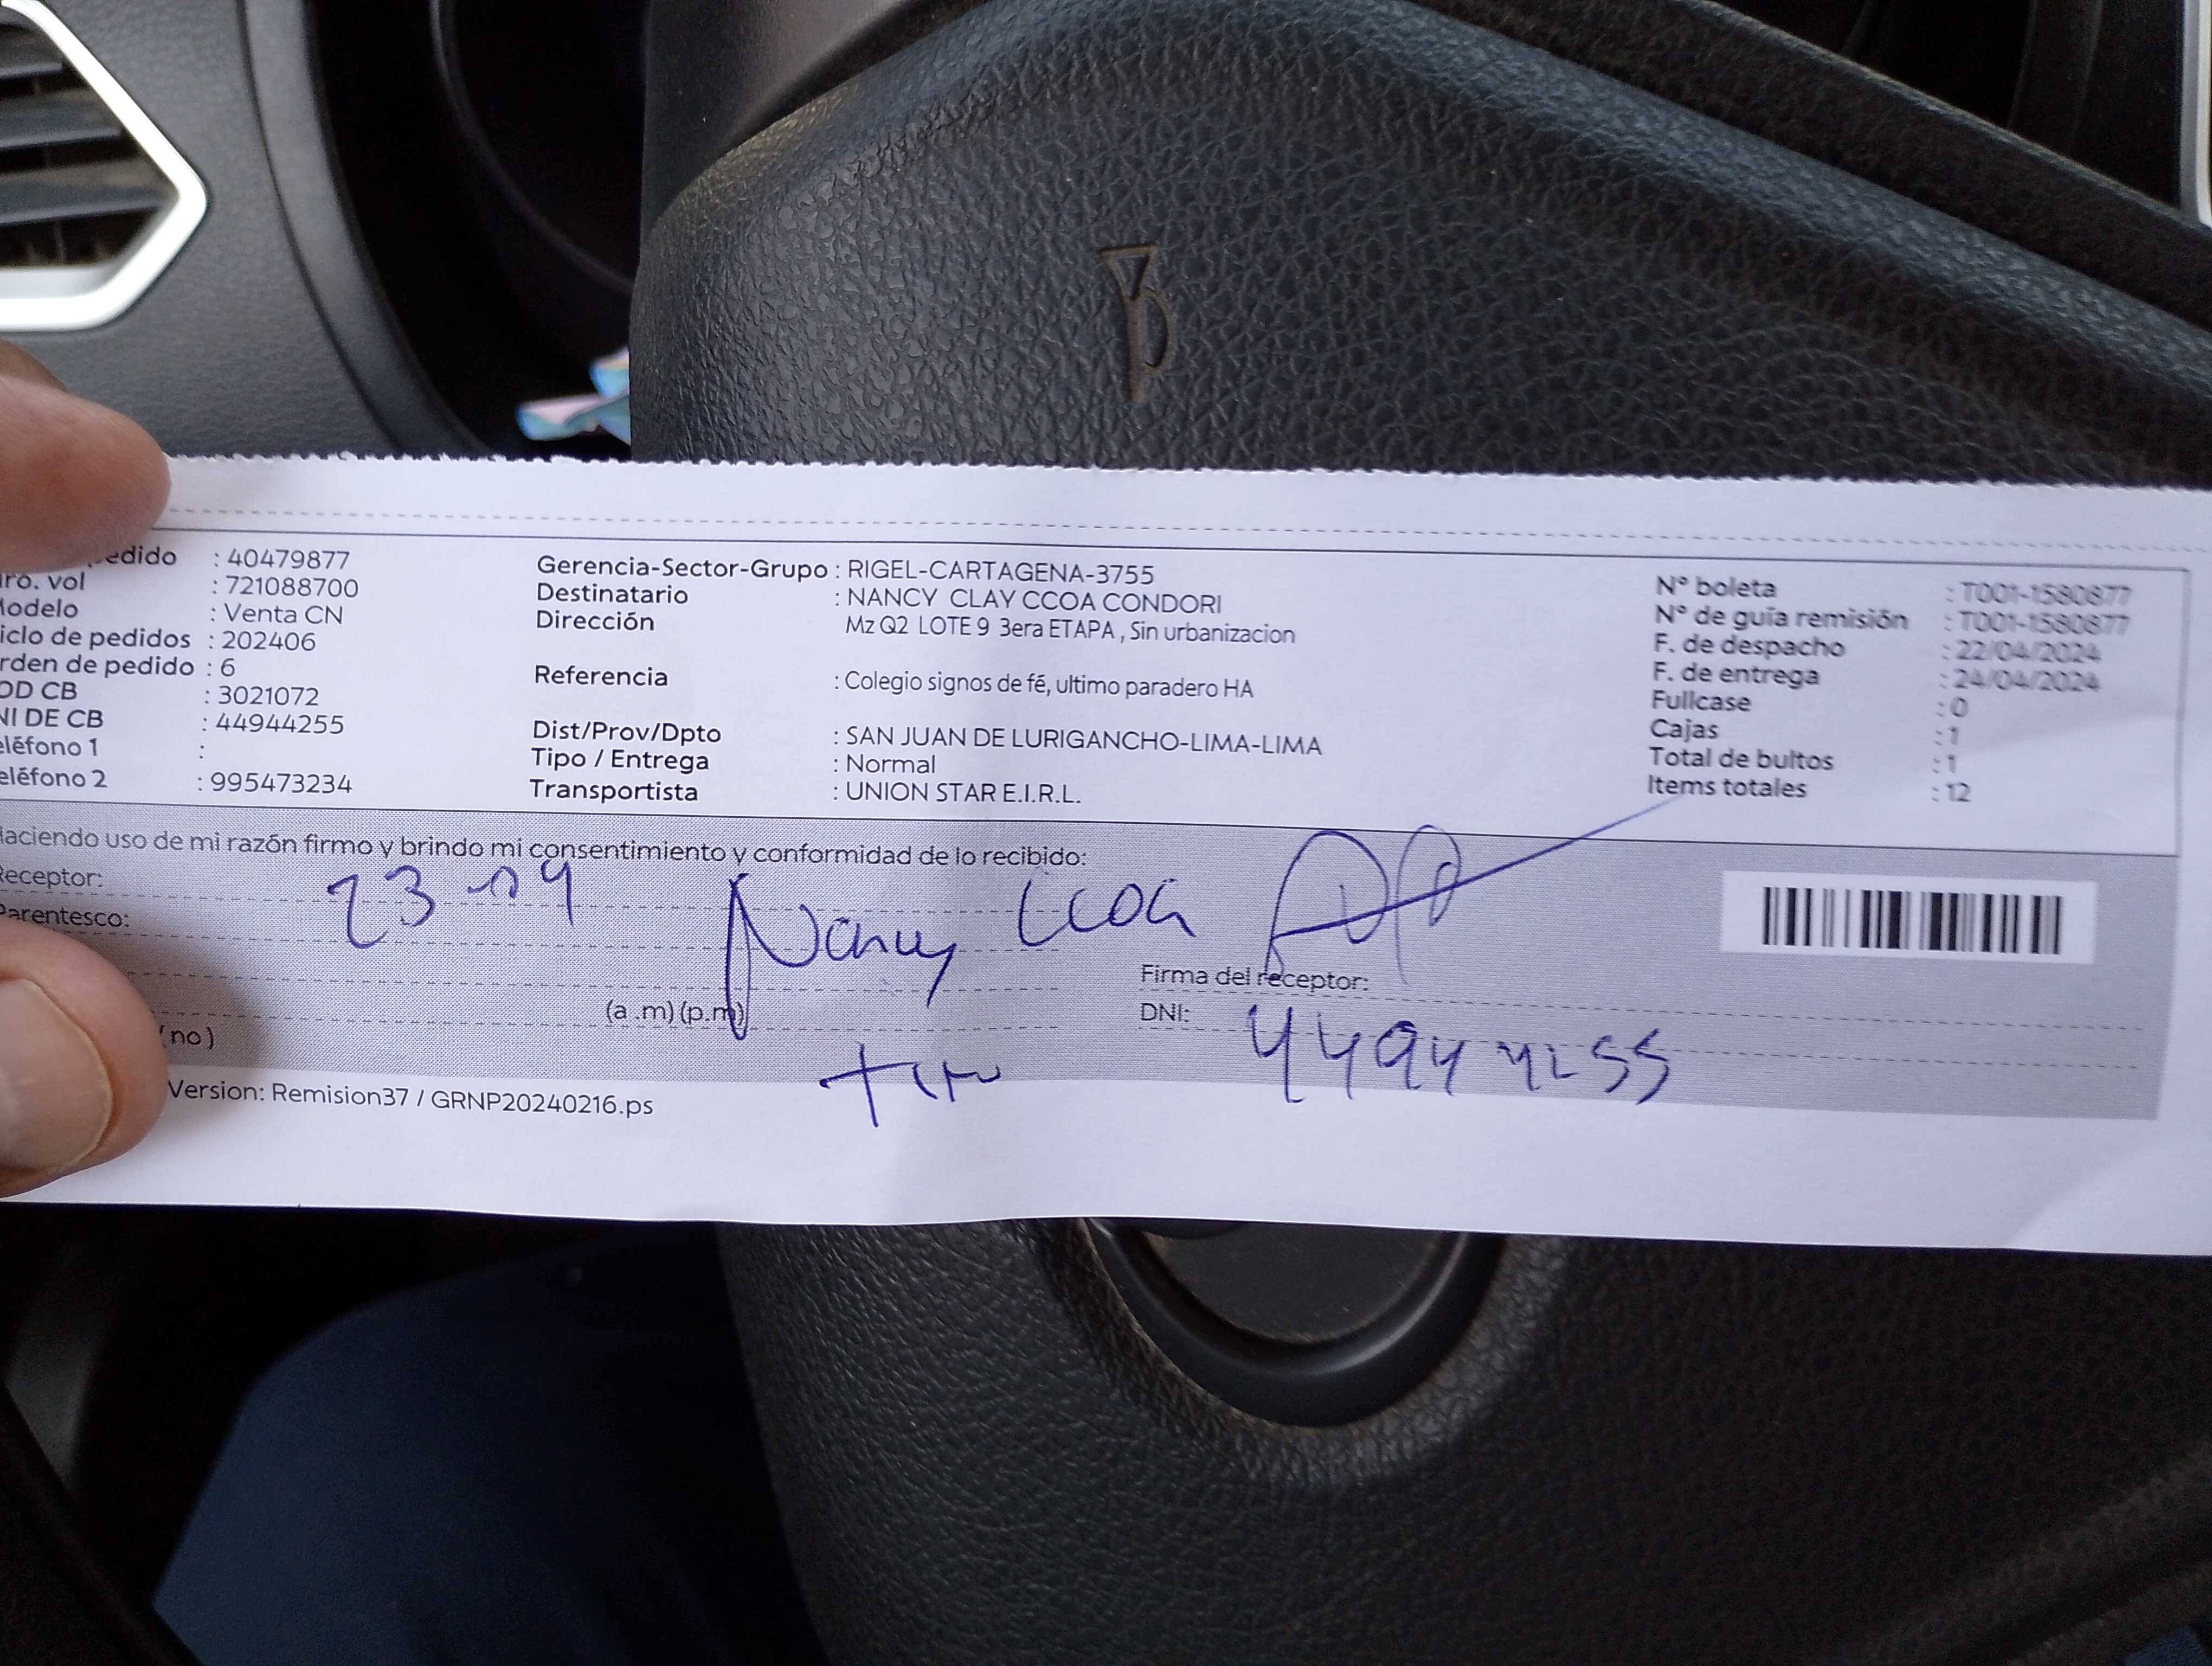 edido : 40479877
ro. vol : 721088700
odelo : Venta CN
iclo de pedidos : 202406
rden de pedido : 6
OD CB : 3021072
NI DE CB : 44944255
eléfono 1 :
eléfono 2 : 995473234
Gerencia-Sector-Grupo : RIGEL-CARTAGENA-3755
Destinatario : NANCY CLAY CCOA CONDORI
Dirección Mz Q2 LOTE 9 3era ETAPA , Sin urbanizacion
Referencia : Colegio signos de fé, ultimo paradero HA
Dist/Prov/Dpto : SAN JUAN DE LURIGANCHO-LIMA-LIMA
Tipo / Entrega : Normal
Transportista : UNION STAR E.I.R.L.
N° boleta : T001-1580877
N° de guía remisión : T001-1580877
F. de despacho : 22/04/2024
F. de entrega : 24/04/2024
Fullcase : 0
Cajas : 1
Total de bultos : 1
Items totales : 12
Haciendo uso de mi razón firmo y brindo mi consentimiento y conformidad de lo recibido:
Receptor:
23-04 Nancy Ccoa
Parentesco:
Firma del receptor:
(a .m) (p.m)
DNI: 44944255
(no)
Version: Remision37 / GRNP20240216.ps